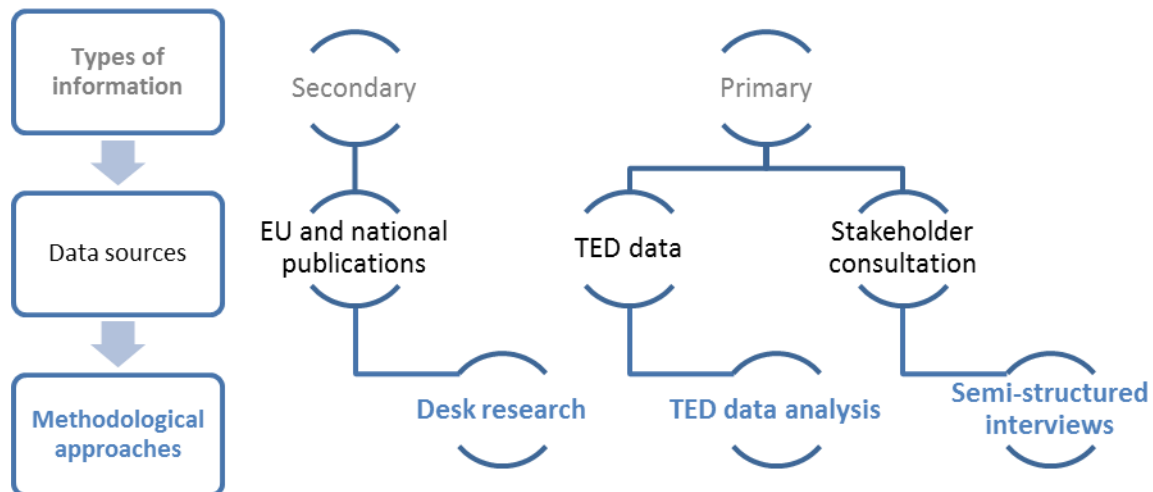 Types of
information
Secondary
Primary
Data sources
EU and national
publications
TED data
Stakeholder
consultation
Methodological
approaches
Desk research
TED data analysis
Semi-structured
interviews